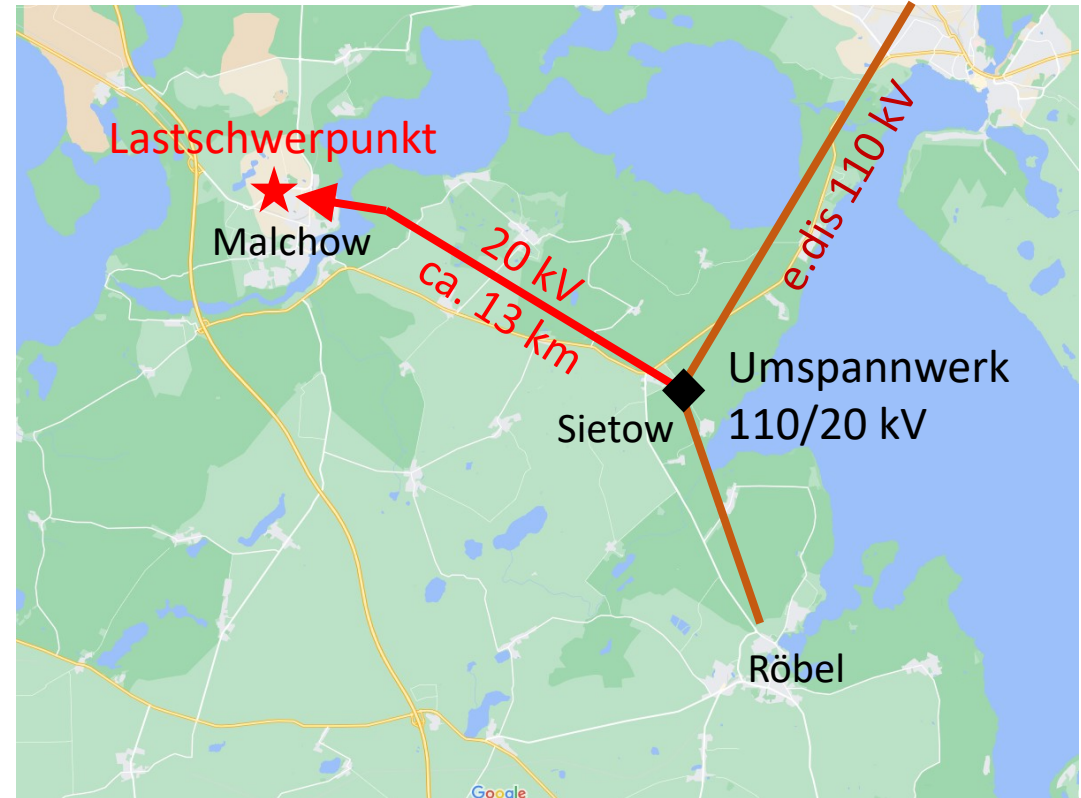 Lastschwerpunkt
Malchow
20 kV
ca. 13 km
e.dis 110 kV
Umspannwerk
110/20 kV
Sietow
Röbel
Google